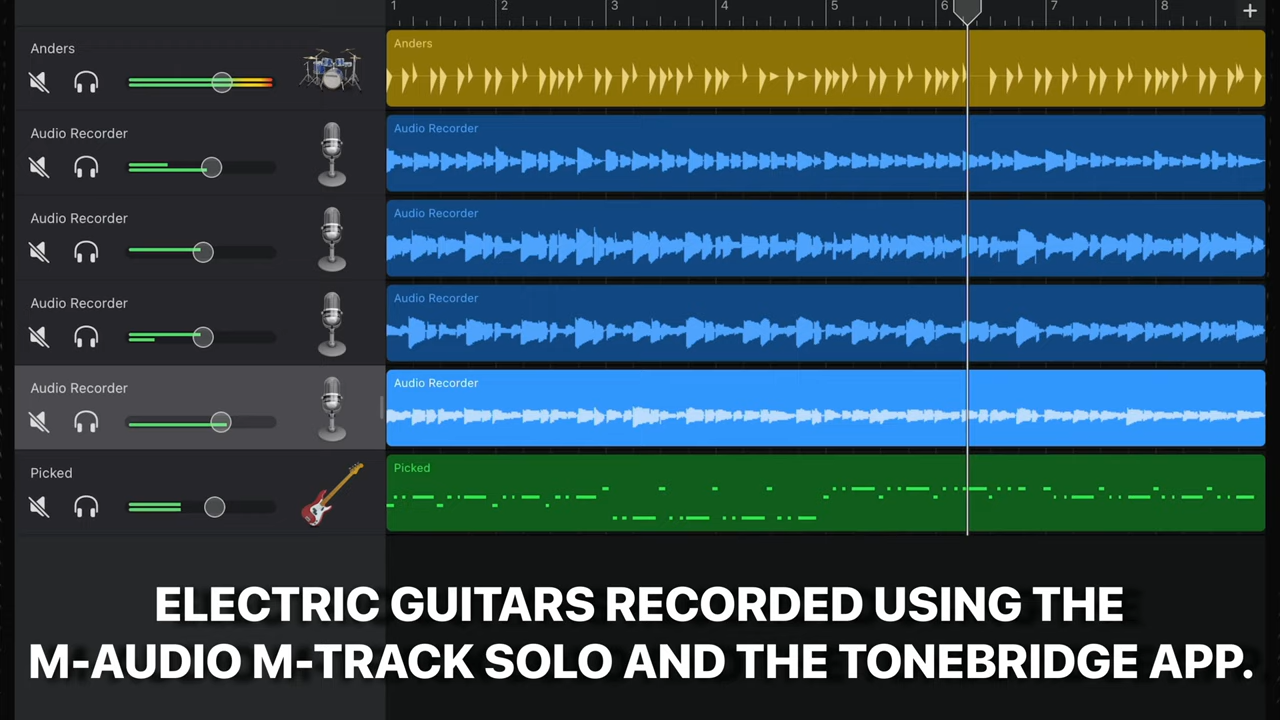 1 2 3 4 5 6 7 8 +
Anders
Anders
Audio Recorder
Audio Recorder
Audio Recorder
Audio Recorder
Audio Recorder
Audio Recorder
Audio Recorder
Audio Recorder
Picked
Picked
ELECTRIC GUITARS RECORDED USING THE
M-AUDIO M-TRACK SOLO AND THE TONEBRIDGE APP.